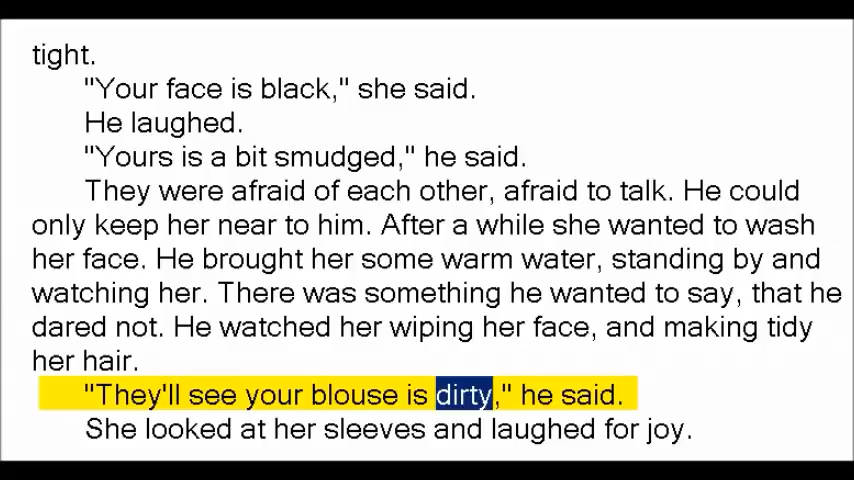 tight.
"Your face is black," she said.
He laughed.
"Yours is a bit smudged," he said.
They were afraid of each other, afraid to talk. He could
only keep her near to him. After a while she wanted to wash
her face. He brought her some warm water, standing by and
watching her. There was something he wanted to say, that he
dared not. He watched her wiping her face, and making tidy
her hair.
"They'll see your blouse is dirty," he said.
She looked at her sleeves and laughed for joy.